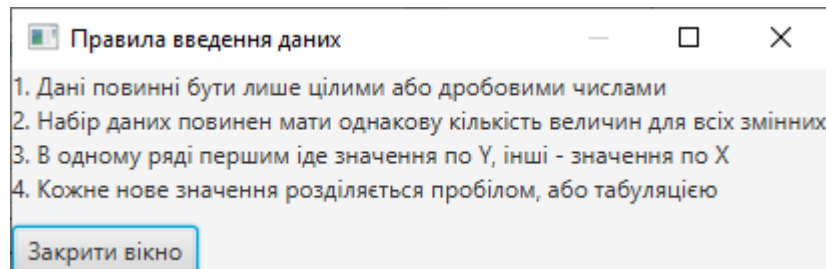 Правила введення даних
1. Дані повинні бути лише цілими або дробовими числами
2. Набір даних повинен мати однакову кількість величин для всіх змінних
3. В одному ряді першим іде значення по Y, інші - значення по X
4. Кожне нове значення розділяється пробілом, або табуляцією
Закрити вікно